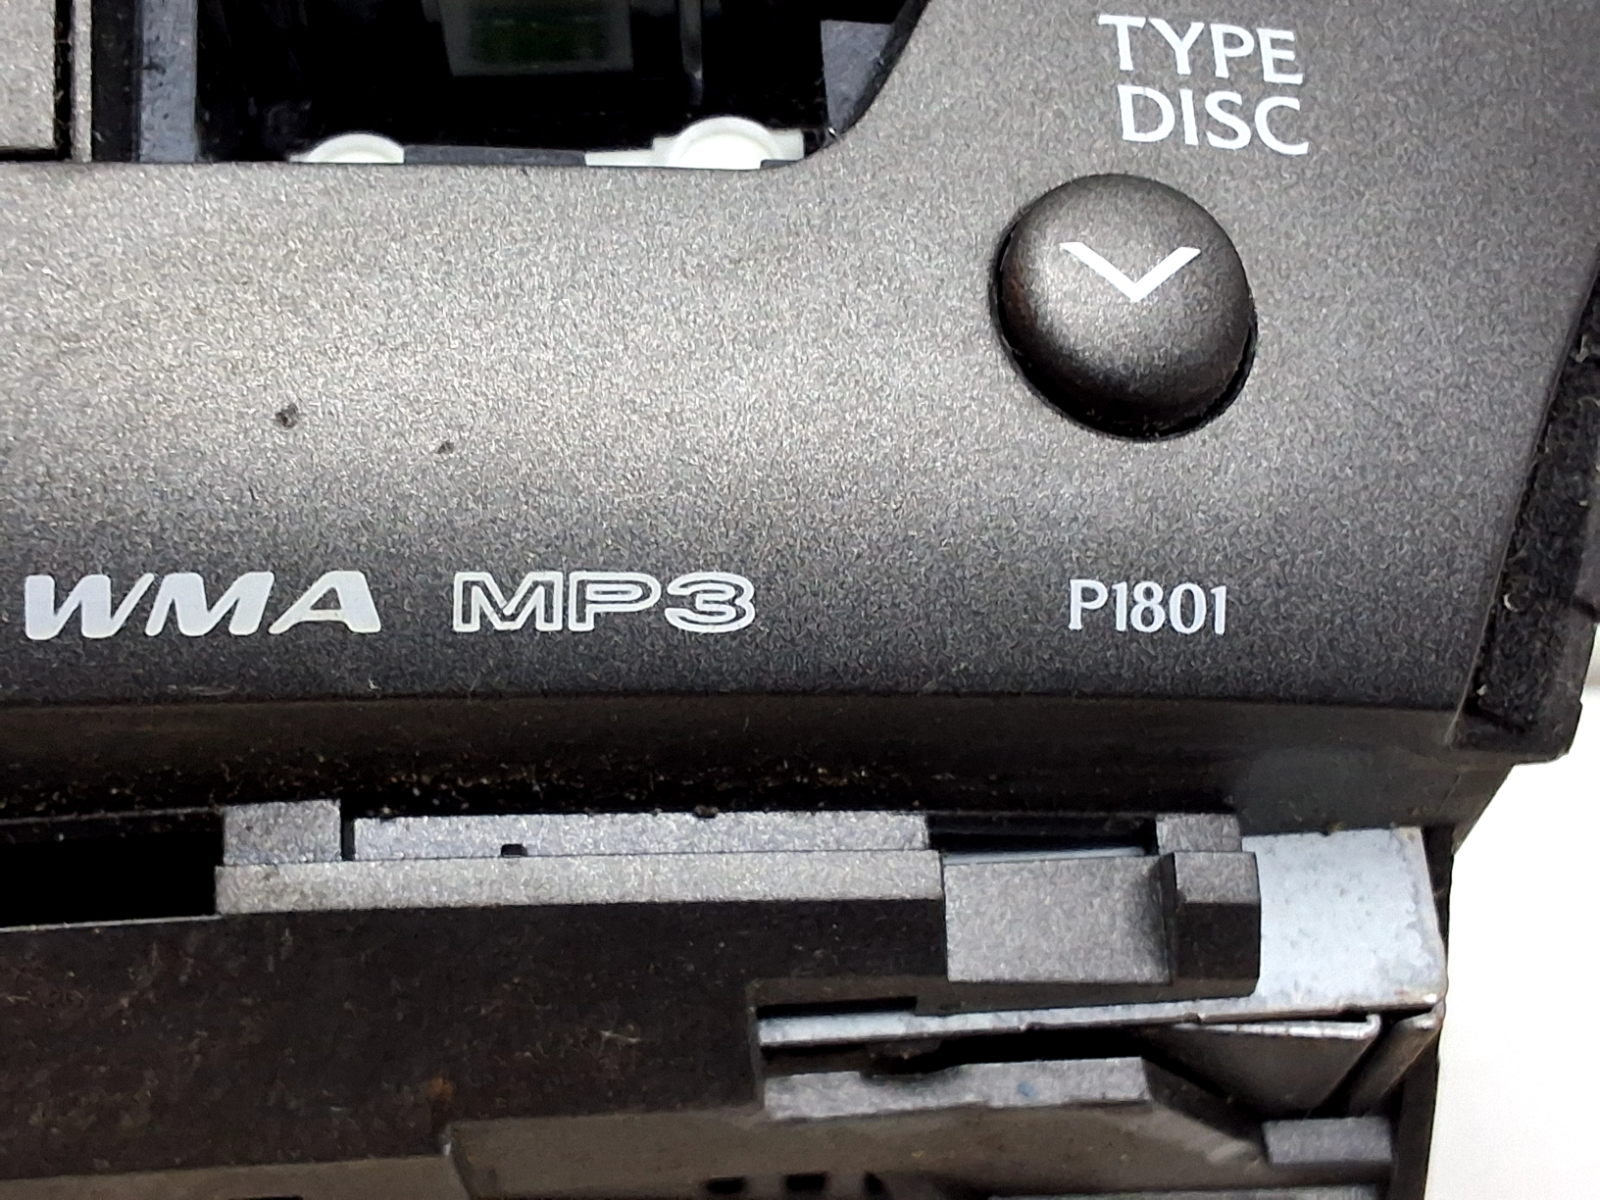 TYPE
DISC
WMA MP3 P1801